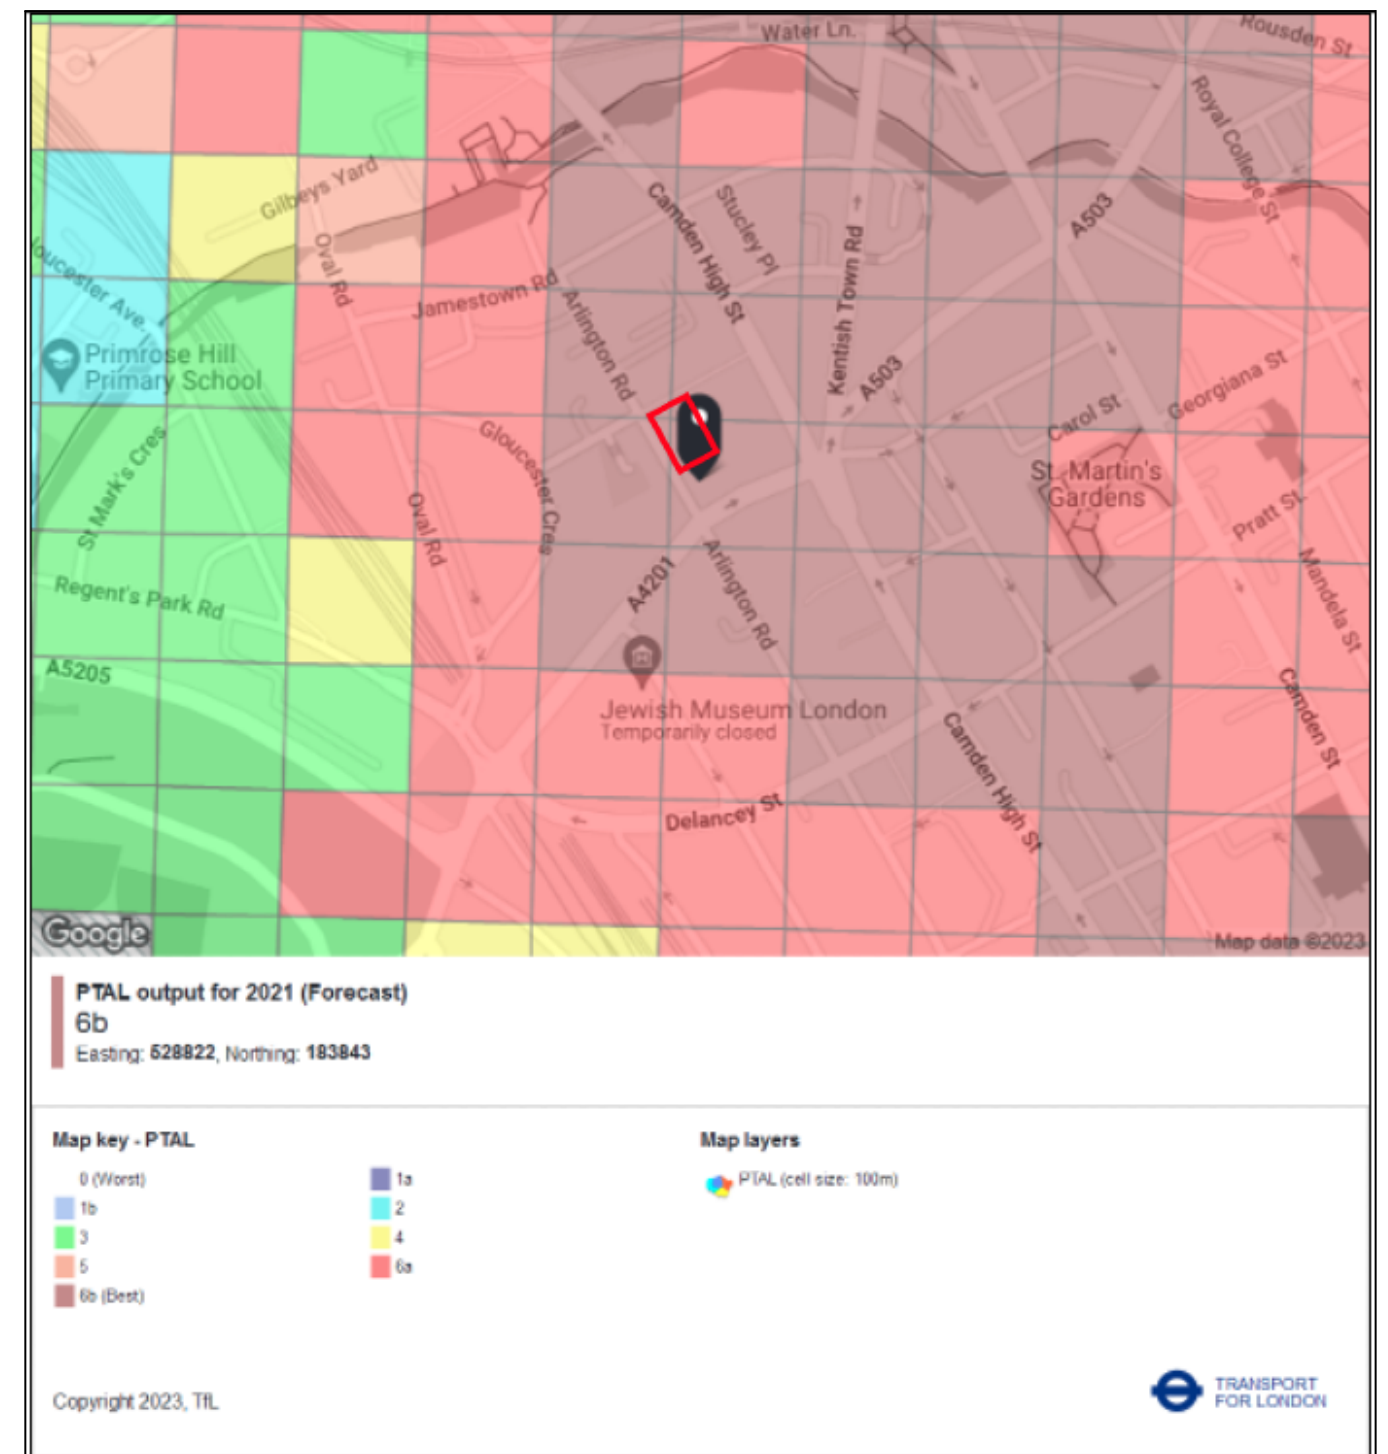 Water Ln.
Rousden St
Royal College St
Gilbeys Yard
Camden High St
Stucley Pl
A503
Oval Rd
Kentish Town Rd
loucester Ave.
Jamestown Rd
Arlington Rd
Primrose Hill
Primary School
A503
Georgiana St
Carol St
Gloucester Cres
St Mark's Cres
St. Martin's
Gardens
Oval Rd
Pratt St.
Arlington Rd
A4201
Mandela St
Regent's Park Rd
A5205
Jewish Museum London
Temporarily closed
Camden St
Camden High St
Delancey St
Google
Map data ©2023
PTAL output for 2021 (Forecast)
6b
Easting: 528822, Northing: 183843
Map key - PTAL
0 (Worst)
1a
1b
2
3
4
5
6a
6b (Best)
Map layers
PTAL (cell size: 100m)
Copyright 2023, TfL
TRANSPORT
FOR LONDON